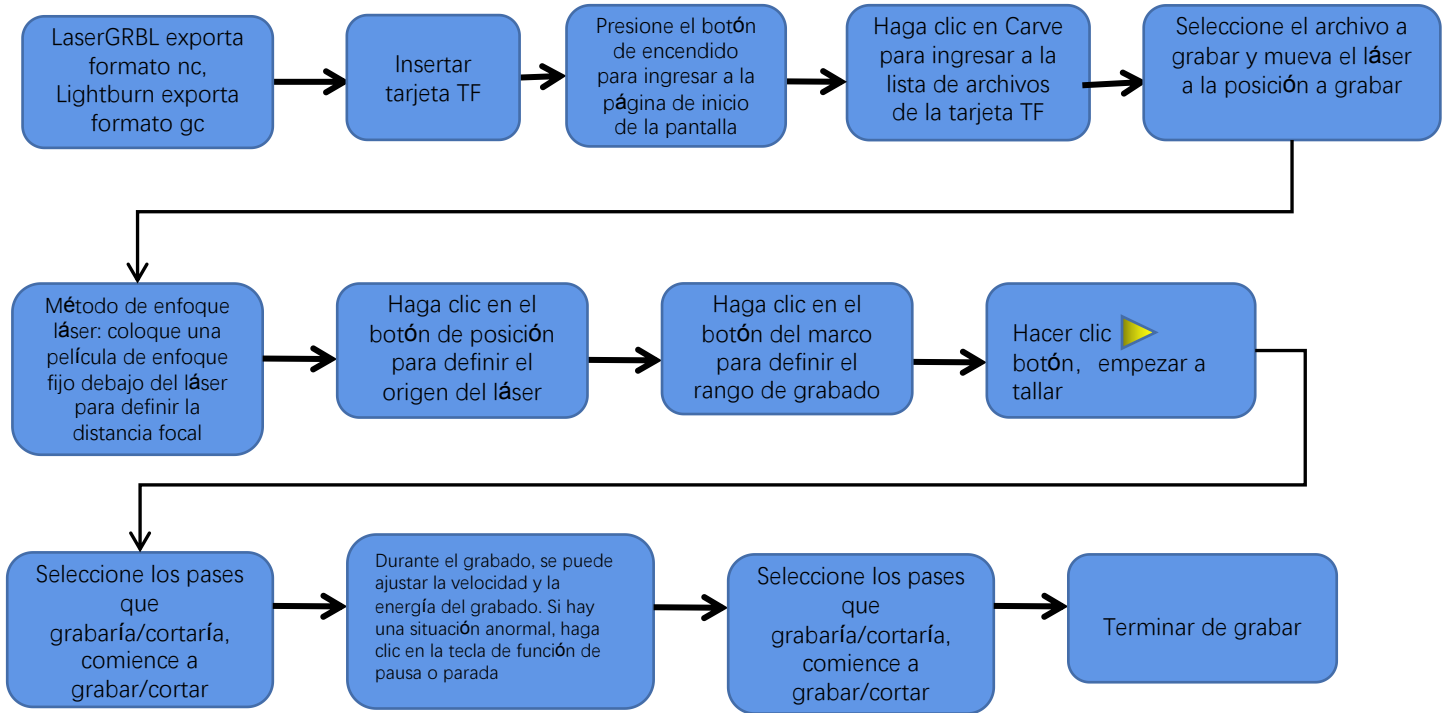 LaserGRBL exporta
formato nc,
Lightburn exporta
formato gc
Insertar
tarjeta TF
Presione el botón
de encendido
para ingresar a la
página de inicio
de la pantalla
Haga clic en Carve
para ingresar a la
lista de archivos
de la tarjeta TF
Seleccione el archivo a
grabar y mueva el láser
a la posición a grabar
Método de enfoque
láser: coloque una
película de enfoque
fijo debajo del láser
para definir la
distancia focal
Haga clic en el
botón de posición
para definir el
origen del láser
Haga clic en el
botón del marco
para definir el
rango de grabado
Hacer clic
botón, empezar a
tallar
Seleccione los pases
que
grabaría/cortaría,
comience a
grabar/cortar
Durante el grabado, se puede
ajustar la velocidad y la
energía del grabado. Si hay
una situación anormal, haga
clic en la tecla de función de
pausa o parada
Seleccione los pases
que
grabaría/cortaría,
comience a
grabar/cortar
Terminar de grabar